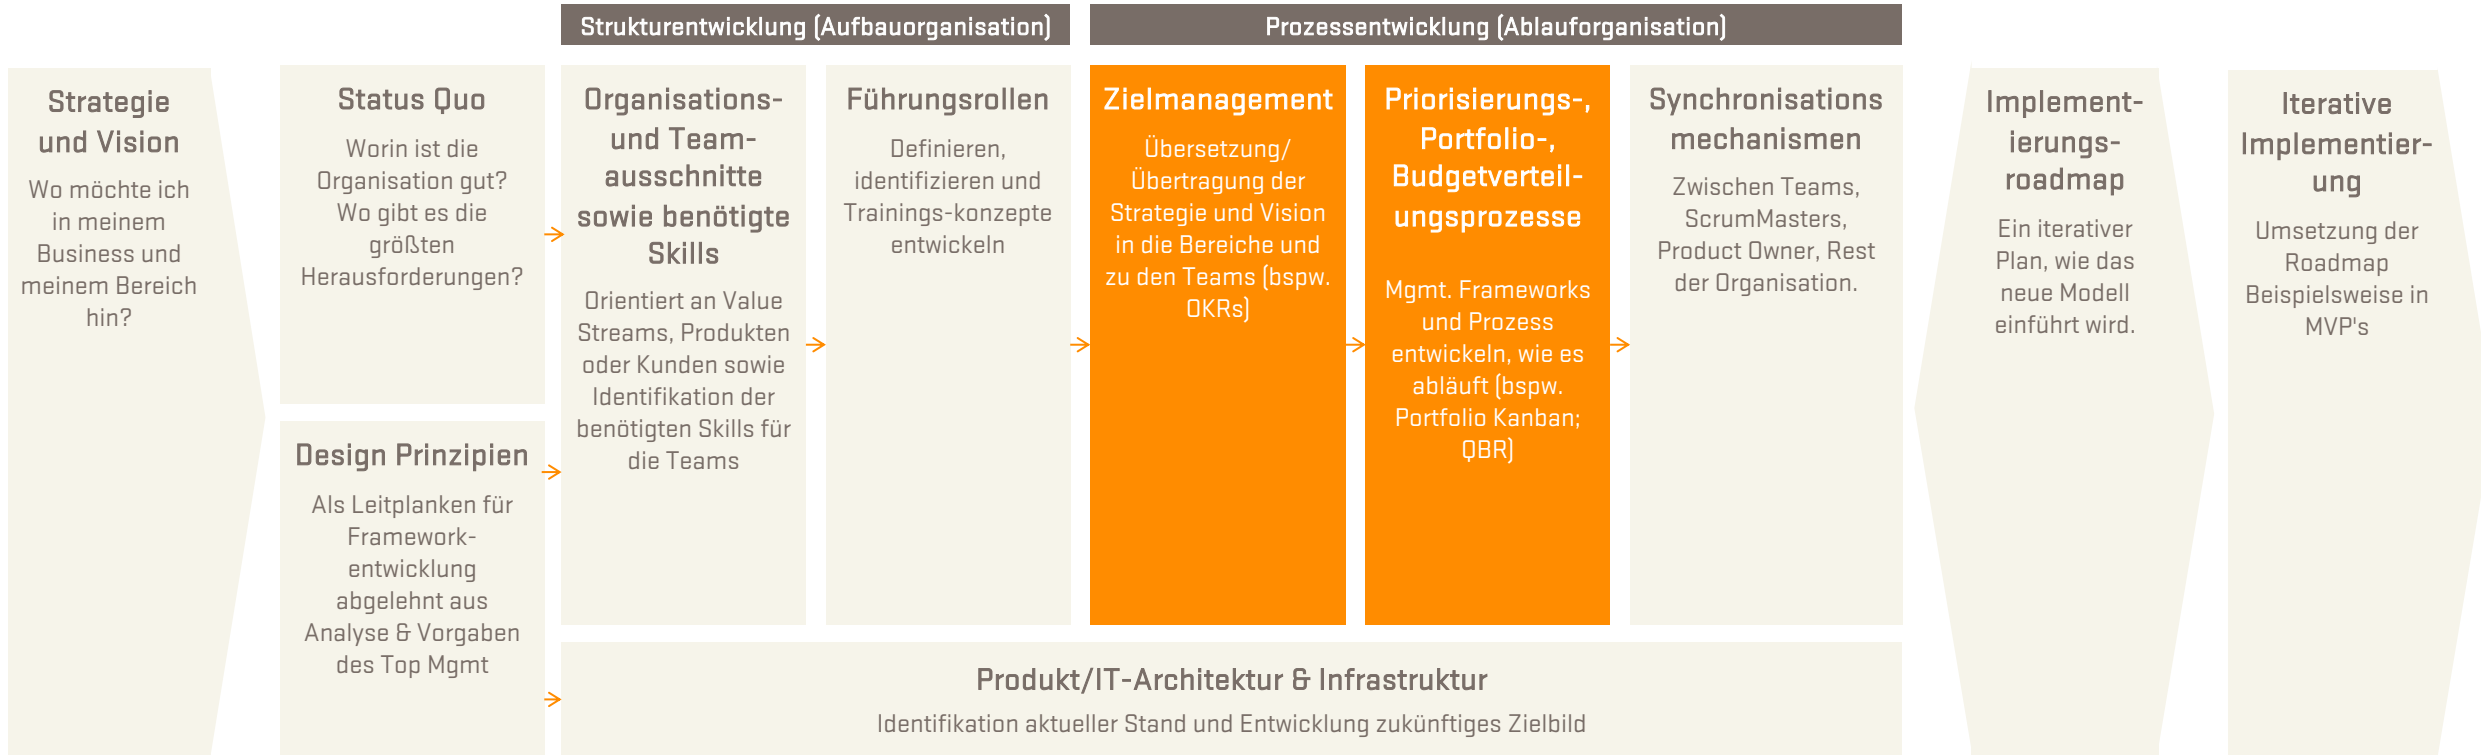 Strukturentwicklung (Aufbauorganisation)
Prozessentwicklung (Ablauforganisation)
Strategie
und Vision
Wo möchte ich
in meinem
Business und
meinem Bereich
hin?
Status Quo
Worin ist die
Organisation gut?
Wo gibt es die
größten
Herausforderungen?
Design Prinzipien
Als Leitplanken für
Framework-
entwicklung
abgelehnt aus
Analyse & Vorgaben
des Top Mgmt
Organisations-
und Team-
ausschnitte
sowie benötigte
Skills
Orientiert an Value
Streams, Produkten
oder Kunden sowie
Identifikation der
benötigten Skills für
die Teams
Führungsrollen
Definieren,
identifizieren und
Trainings-konzepte
entwickeln
Zielmanagement
Übersetzung/
Übertragung der
Strategie und Vision
in die Bereiche und
zu den Teams (bspw.
OKRs)
Priorisierungs-,
Portfolio-,
Budgetverteil-
ungsprozesse
Mgmt. Frameworks
und Prozess
entwickeln, wie es
abläuft (bspw.
Portfolio Kanban;
QBR)
Synchronisations
mechanismen
Zwischen Teams,
ScrumMasters,
Product Owner, Rest
der Organisation.
Produkt/IT-Architektur & Infrastruktur
Identifikation aktueller Stand und Entwicklung zukünftiges Zielbild
Implement-
ierungs-
roadmap
Ein iterativer
Plan, wie das
neue Modell
einführt wird.
Iterative
Implementier-
ung
Umsetzung der
Roadmap
Beispielsweise in
MVP's